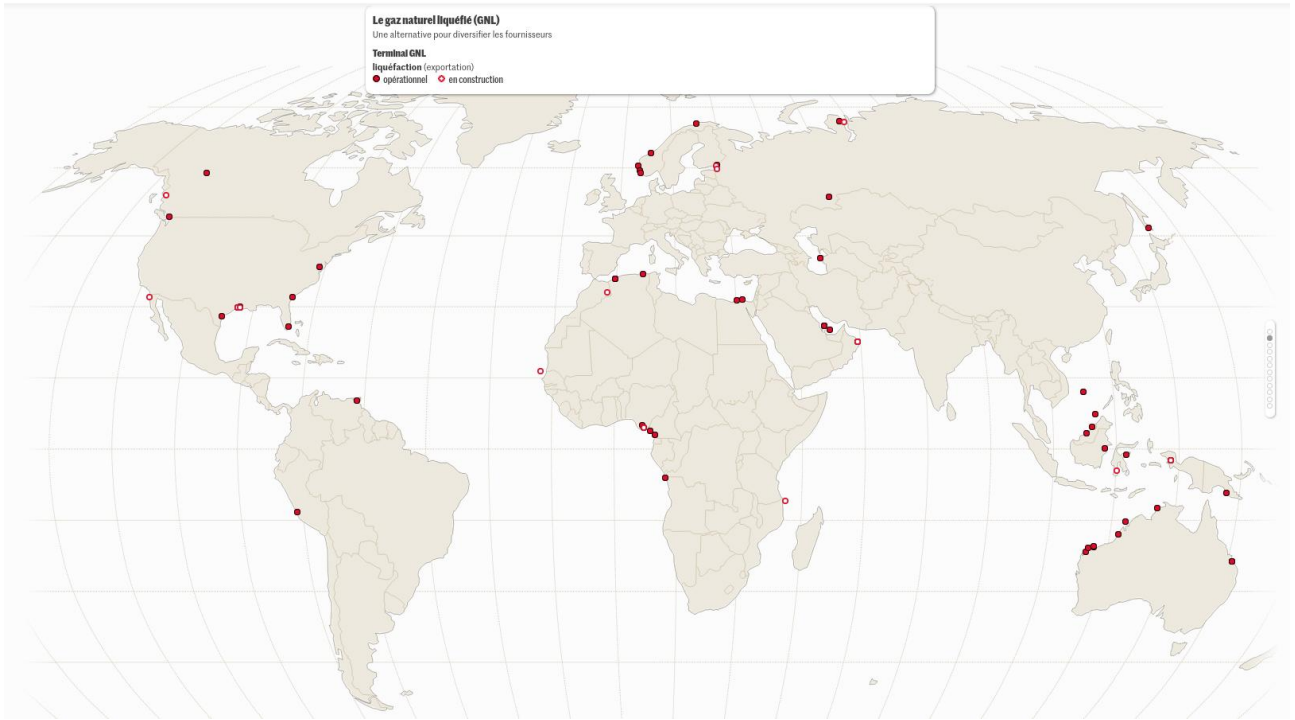 Le gaz naturel liquéfié (GNL)
Une alternative pour diversifier les fournisseurs
Terminal GNL
liquéfaction (exportation)
opérationnel en construction